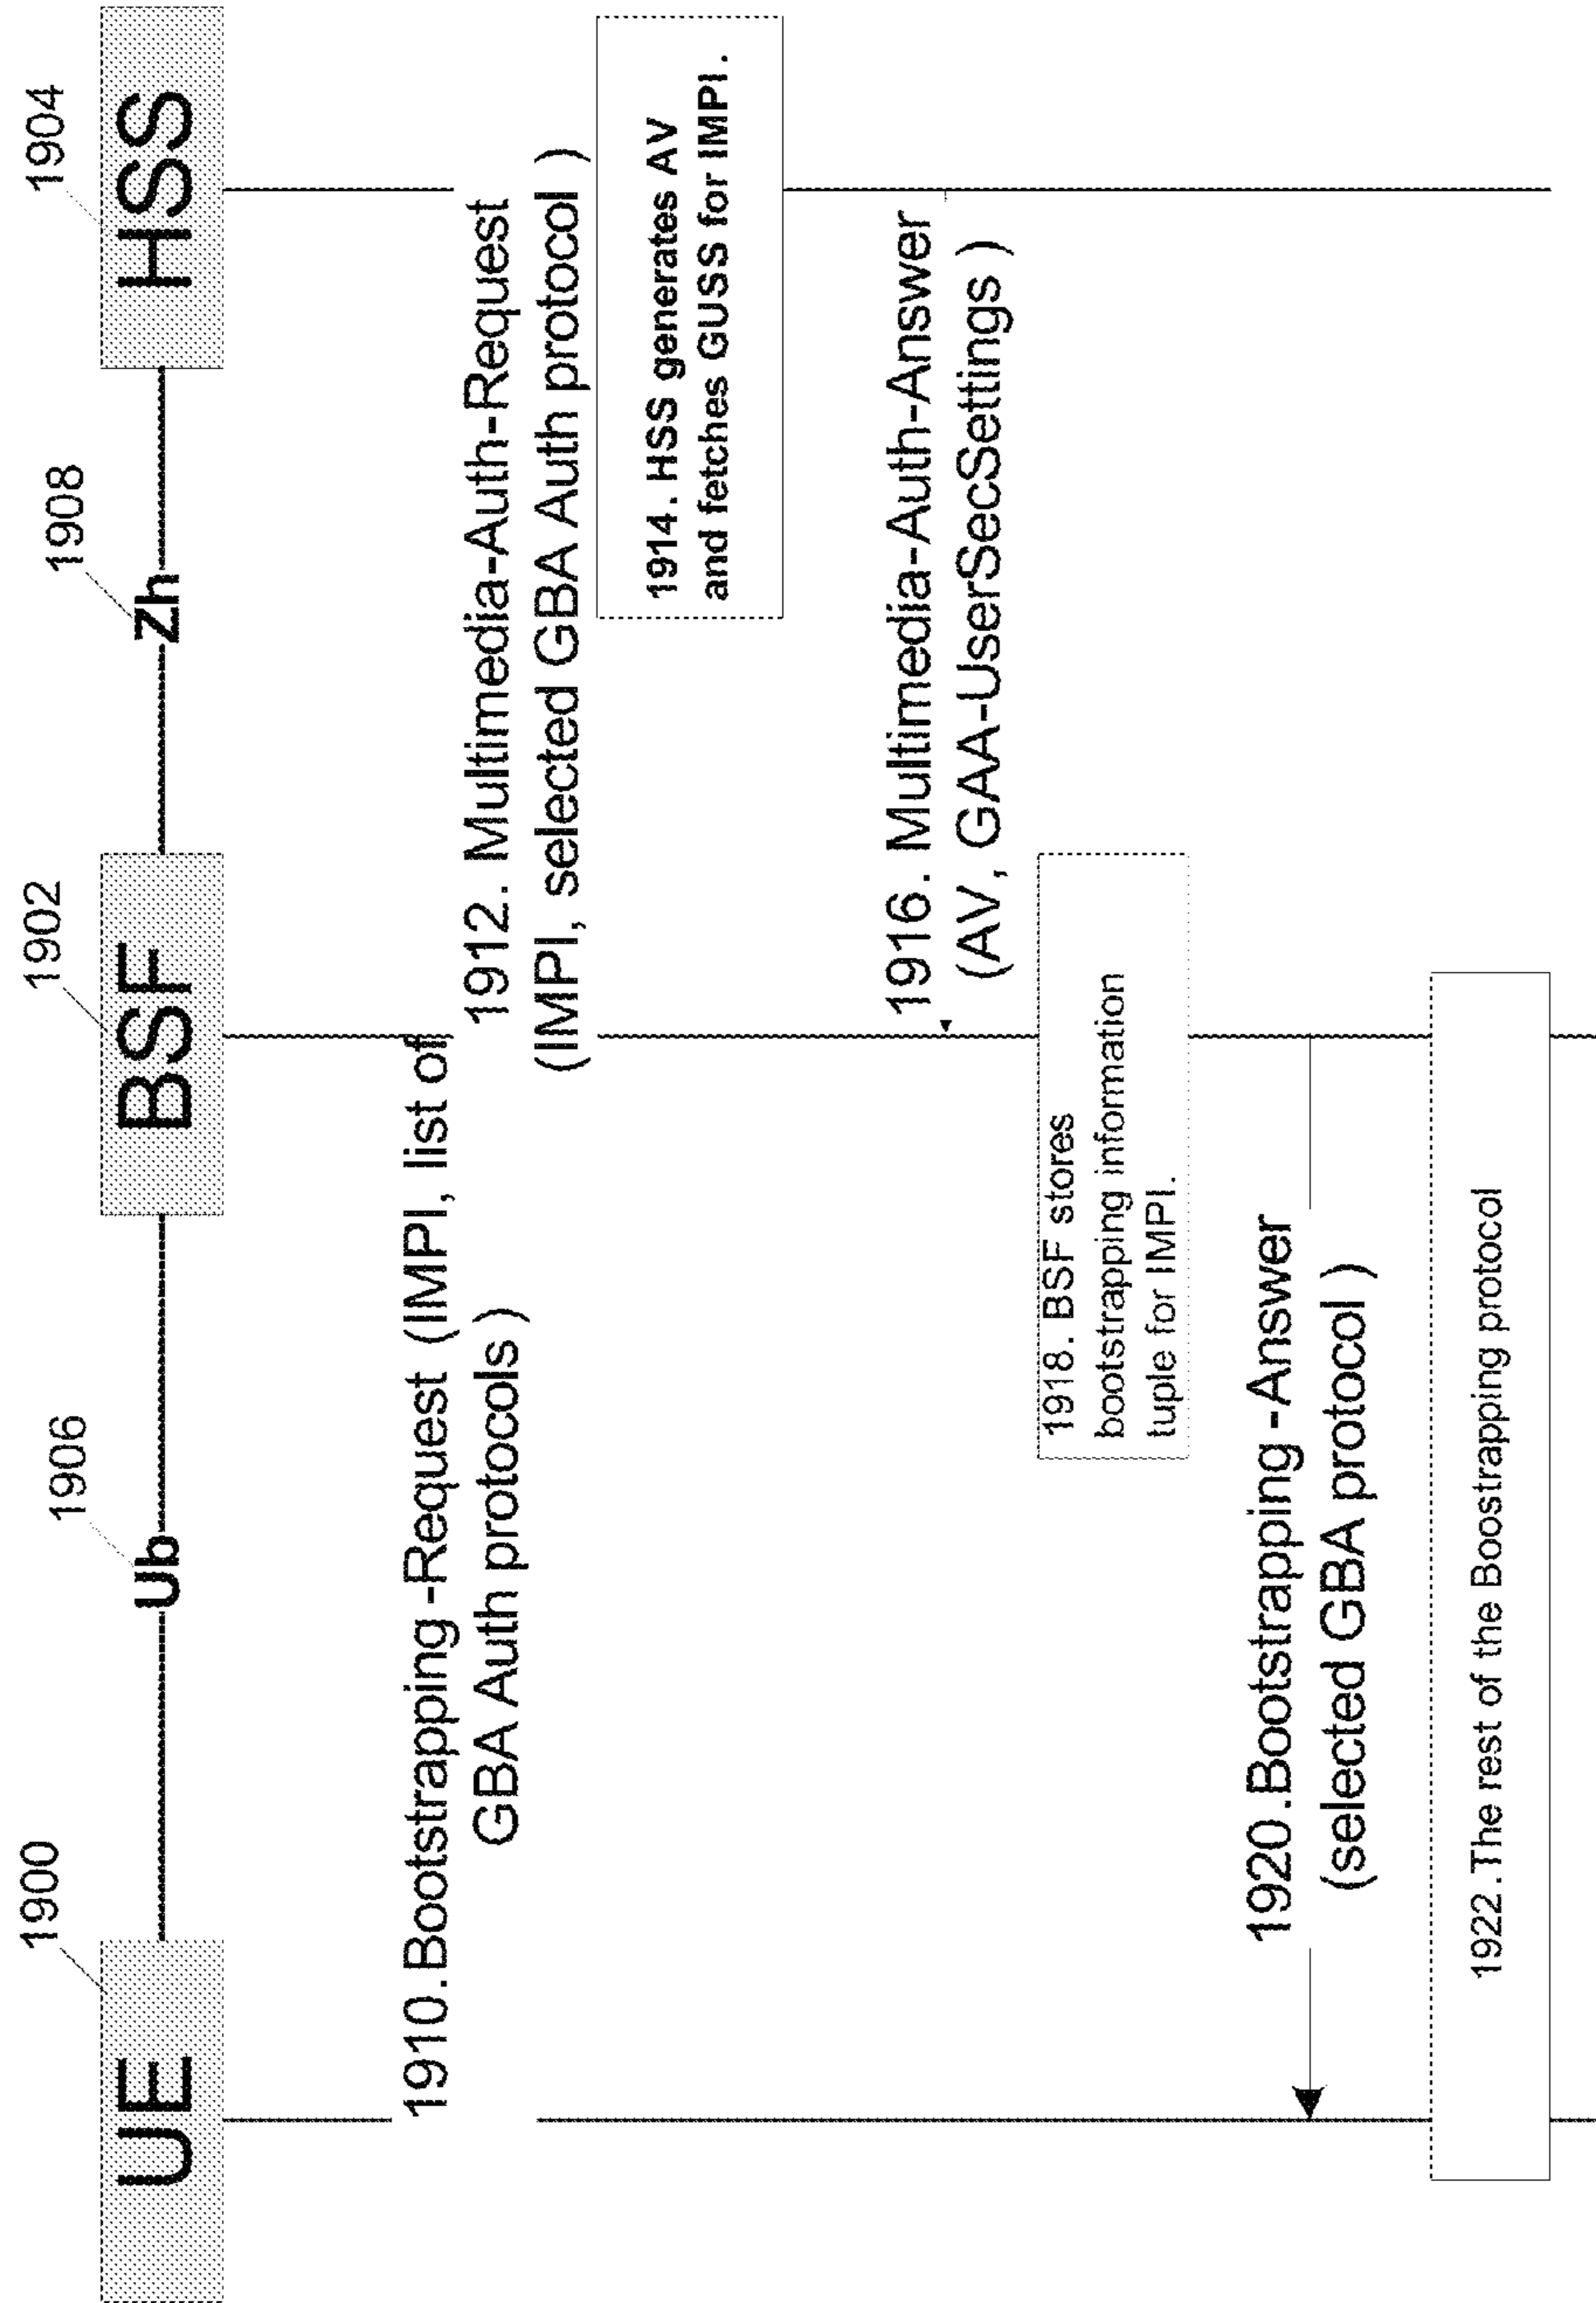 1900
1906
1902
1908
1904
UE
Ub
BSF
Zh
HSS
1910.Bootstrapping -Request (IMPI, list of
GBA Auth protocols )
1912. Multimedia-Auth-Request
(IMPI, selected GBA Auth protocol )
1914. HSS generates AV
and fetches GUSS for IMPI.
1916. Multimedia-Auth-Answer
(AV, GAA-UserSecSettings )
1918. BSF stores
bootstrapping information
tuple for IMPI.
1920.Bootstrapping -Answer
(selected GBA protocol )
1922.The rest of the Boostrapping protocol